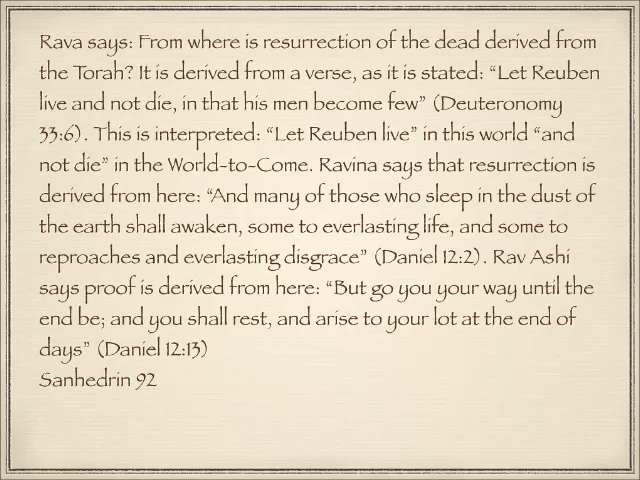 Rava says: From where is resurrection of the dead derived from
the Torah? It is derived from a verse, as it is stated: “Let Reuben
live and not die, in that his men become few” (Deuteronomy
33:6). This is interpreted: “Let Reuben live” in this world “and
not die” in the World-to-Come. Ravina says that resurrection is
derived from here: “And many of those who sleep in the dust of
the earth shall awaken, some to everlasting life, and some to
reproaches and everlasting disgrace” (Daniel 12:2). Rav Ashi
says proof is derived from here: “But go you your way until the
end be; and you shall rest, and arise to your lot at the end of
days” (Daniel 12:13)
Sanhedrin 92